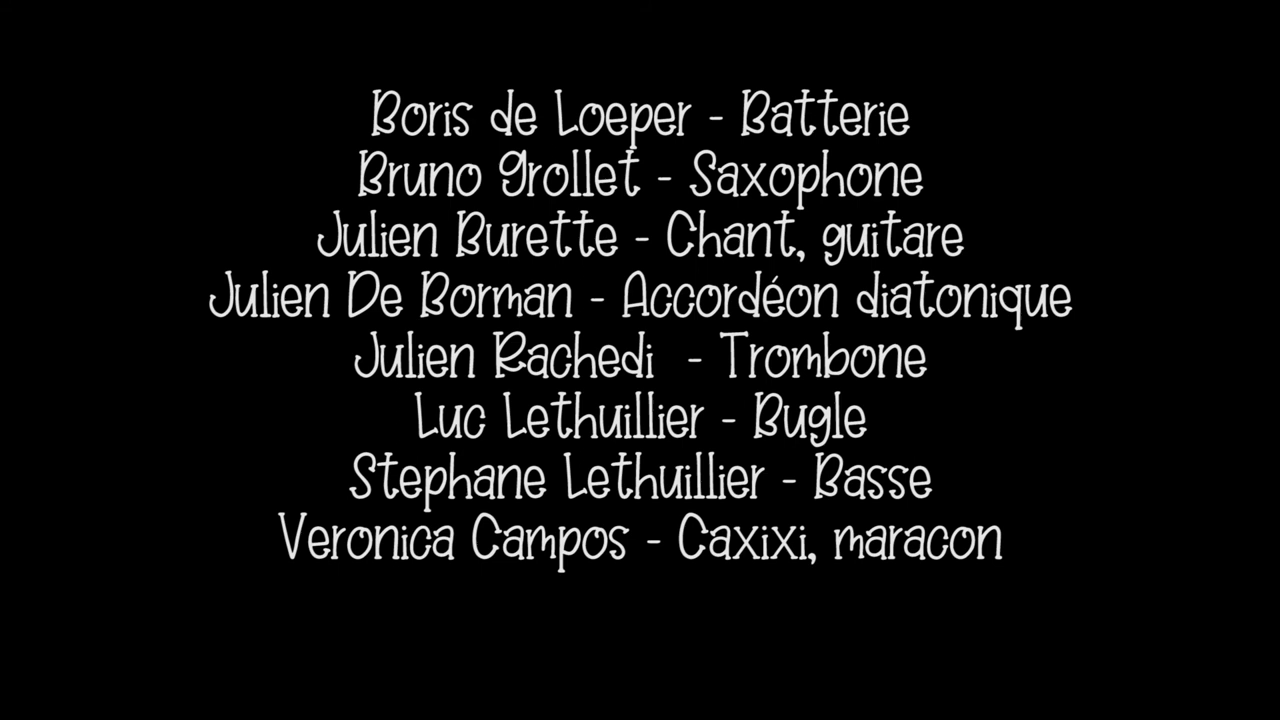 Boris de Loeper - Batterie
Bruno Grollet - Saxophone
Julien Burette - Chant, guitare
Julien De Borman - Accordéon diatonique
Julien Rachedi - Trombone
Luc Lethuillier - Bugle
Stephane Lethuillier - Basse
Veronica Campos - Caxixi, maracon